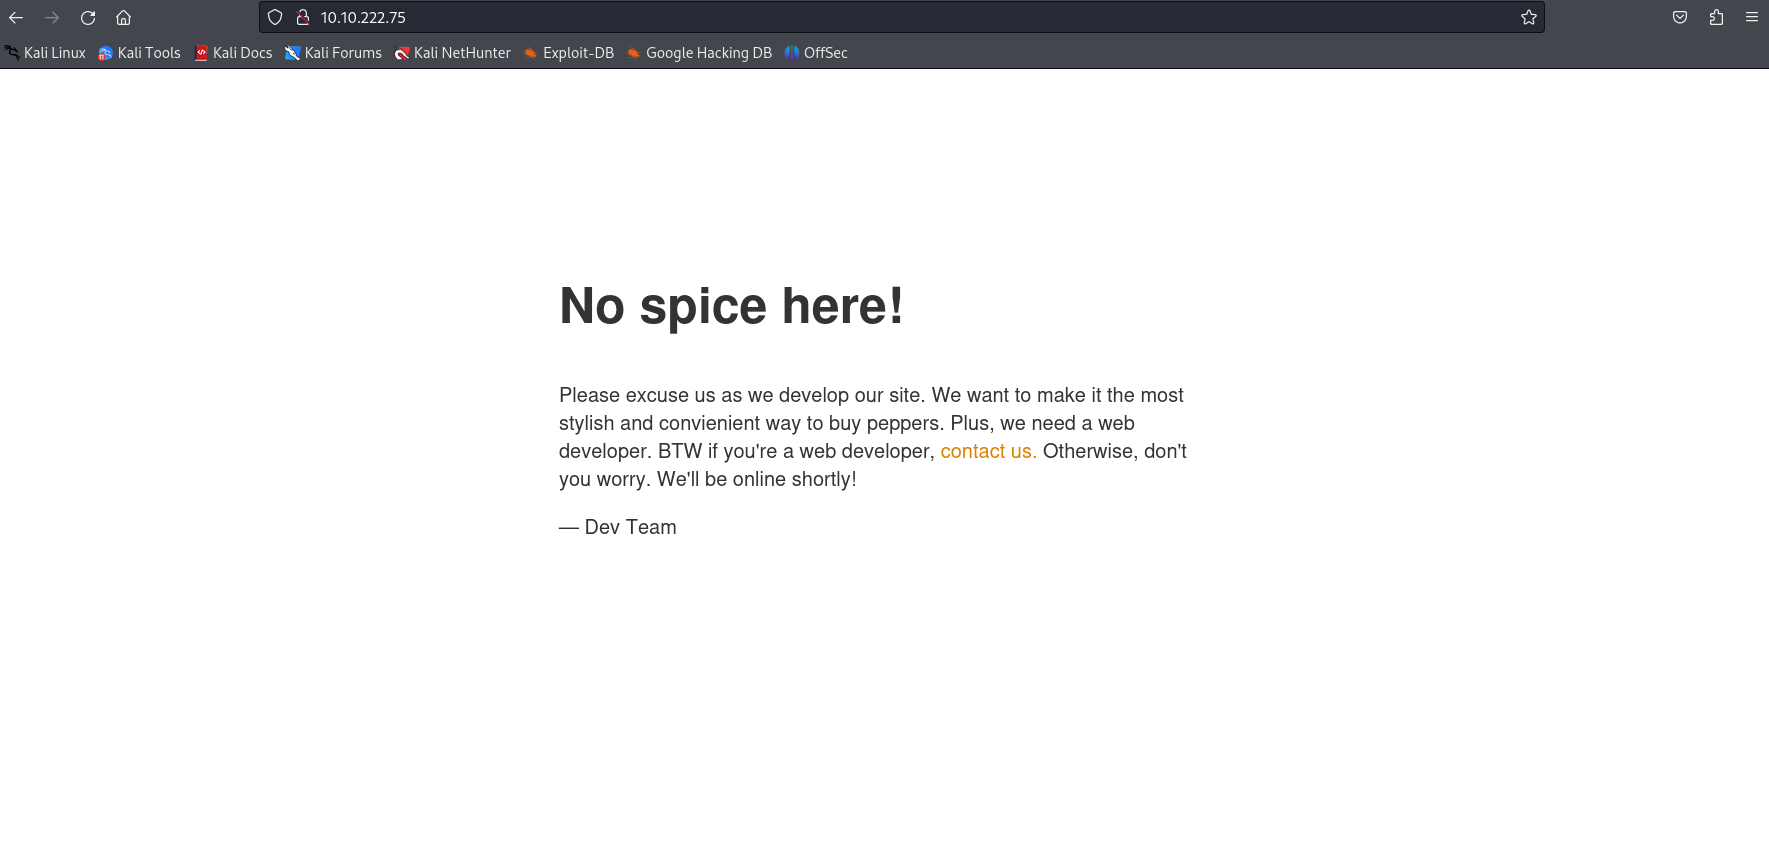 10.10.222.75
Kali Linux Kali Tools Kali Docs Kali Forums Kali NetHunter Exploit-DB Google Hacking DB OffSec
No spice here!
Please excuse us as we develop our site. We want to make it the most
stylish and convienient way to buy peppers. Plus, we need a web
developer. BTW if you're a web developer, contact us. Otherwise, don't
you worry. We'll be online shortly!
— Dev Team